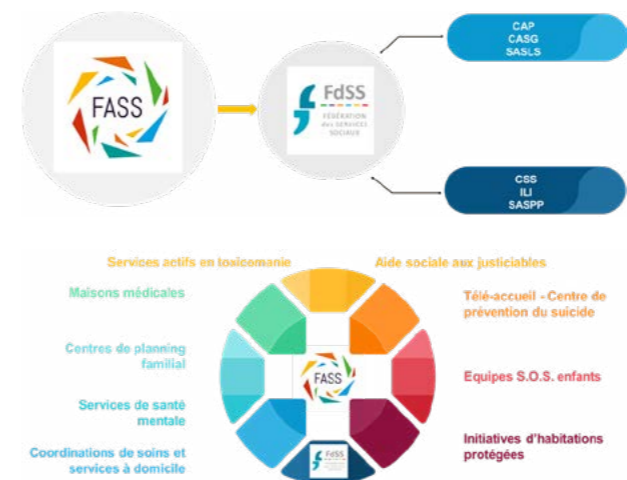 FASS
FdSS
FÉDÉRATION
des SERVICES
SOCIAUX
CAP
CASG
SASLS
CSS
ILI
SASPP
Services actifs en toxicomanie
Aide sociale aux justiciables
Maisons médicales
Télé-accueil - Centre de
prévention du suicide
Centres de planning
familial
FASS
Equipes S.O.S. enfants
Services de santé
mentale
Initiatives d'habitations
protégées
Coordinations de soins et
services à domicile
FdSS